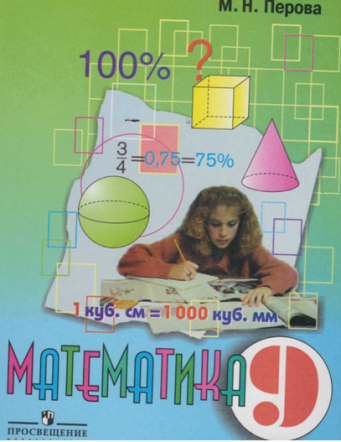 М. Н. Перова
100% ?
3/4=0,75=75%
1 куб. см = 1 000 куб. мм
МАТЕМАТИКА 9
ПРОСВЕЩЕНИЕ